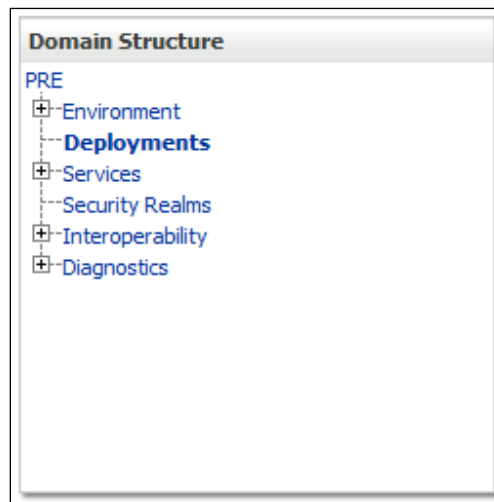 Domain Structure
PRE
Environment
Deployments
Services
Security Realms
Interoperability
Diagnostics